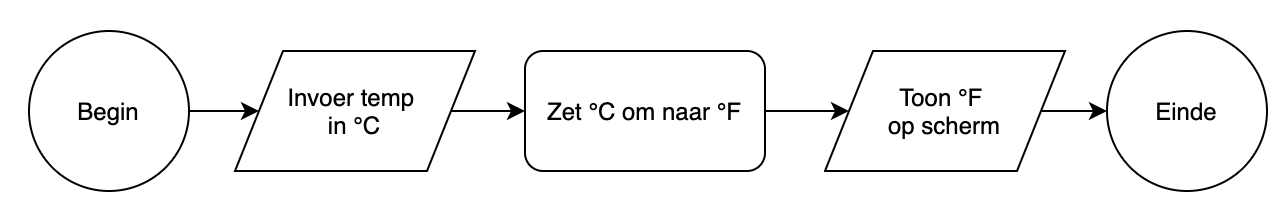 Begin
Invoer temp
in °C
Zet °C om naar °F
Toon °F
op scherm
Einde